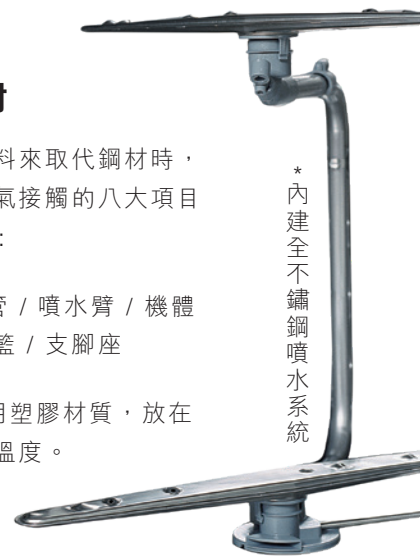 料來取代鋼材時，
氣接觸的八大項目
：
管 / 噴水臂 / 機體
籃 / 支腳座
用塑膠材質，放在
溫度。
*內建全不鏽鋼噴水系統